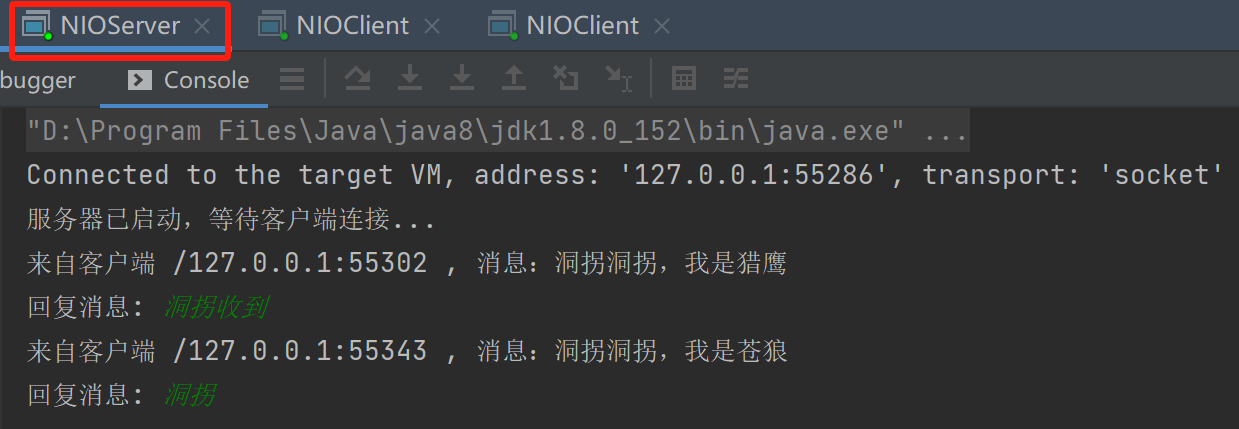 NIOServer NIOClient NIOClient
bugger Console
"D:\Program Files\Java\java8\jdk1.8.0_152\bin\java.exe" ...
Connected to the target VM, address: '127.0.0.1:55286', transport: 'socket'
服务器已启动，等待客户端连接...
来自客户端 /127.0.0.1:55302 , 消息：洞拐洞拐，我是猎鹰
回复消息: 洞拐收到
来自客户端 /127.0.0.1:55343 , 消息：洞拐洞拐，我是苍狼
回复消息: 洞拐